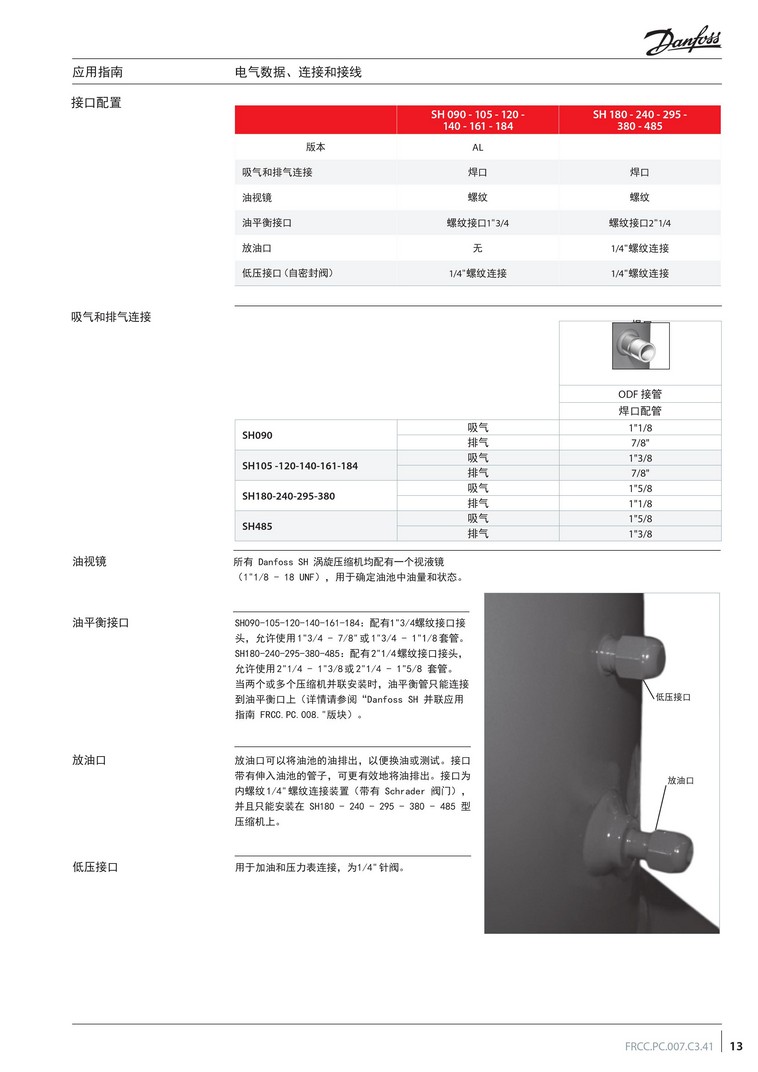 Danfoss
应用指南
电气数据、连接和接线
接口配置
SH 090 - 105 - 120 -
140 - 161 - 184
SH 180 - 240 - 295 -
380 - 485
版本 AL
吸气和排气连接 焊口 焊口
油视镜 螺纹 螺纹
油平衡接口 螺纹接口1"3/4 螺纹接口2"1/4
放油口 无 1/4"螺纹连接
低压接口（自密封阀） 1/4"螺纹连接 1/4"螺纹连接
吸气和排气连接
ODF 接管
焊口配管
SH090
吸气 1"1/8
排气 7/8"
SH105 -120-140-161-184
吸气 1"3/8
排气 7/8"
SH180-240-295-380
吸气 1"5/8
排气 1"1/8
SH485
吸气 1"5/8
排气 1"3/8
油视镜
所有 Danfoss SH 涡旋压缩机均配有一个视液镜
（1"1/8 - 18 UNF），用于确定油池中油量和状态。
油平衡接口
SH090-105-120-140-161-184：配有1"3/4螺纹接口接
头，允许使用1"3/4 - 7/8"或1"3/4 - 1"1/8套管。
SH180-240-295-380-485：配有2"1/4螺纹接口接头，
允许使用2"1/4 - 1"3/8或2"1/4 - 1"5/8 套管。
当两个或多个压缩机并联安装时，油平衡管只能连接
到油平衡口上（详情请参阅“Danfoss SH 并联应用
指南 FRCC.PC.008."版块）。
放油口
放油口可以将油池的油排出，以便换油或测试。接口
带有伸入油池的管子，可更有效地将油排出。接口为
内螺纹1/4"螺纹连接装置（带有 Schrader 阀门），
并且只能安装在 SH180 - 240 - 295 - 380 - 485 型
压缩机上。
低压接口
用于加油和压力表连接，为1/4"针阀。
低压接口
放油口
FRCC.PC.007.C3.41 13